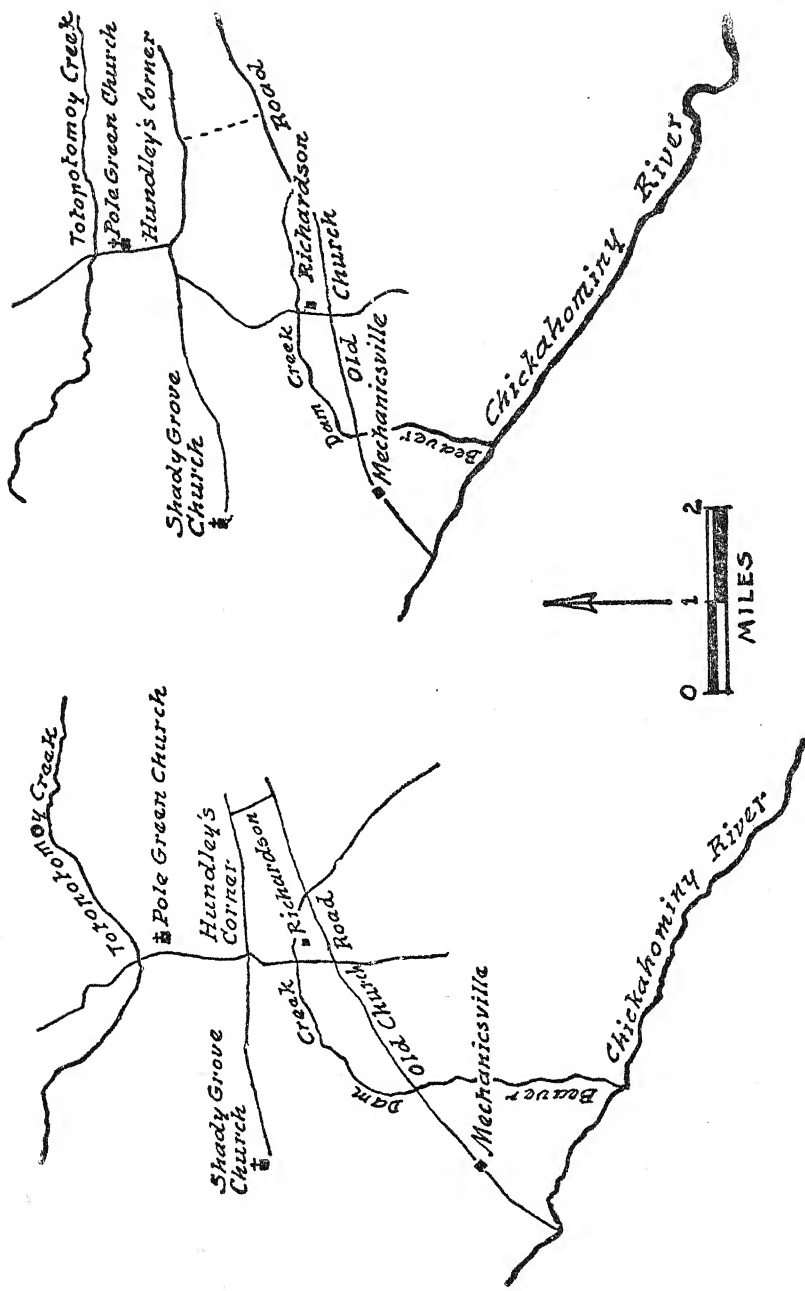 Totopotomoy Creek
Pole Green Church
Hundley's
Corner
Shady Grove
Church
Richardson
Creek
Dam
Beaver
Old Church
Road
Mechanicsville
Chickahominy River
Totopotomoy Creek
Pole Green Church
Hundley's Corner
Shady Grove
Church
Road
Richardson
Church
Creek
Old
Dam
Mechanicsville
Beaver
Chickahominy River
0 1 2
MILES